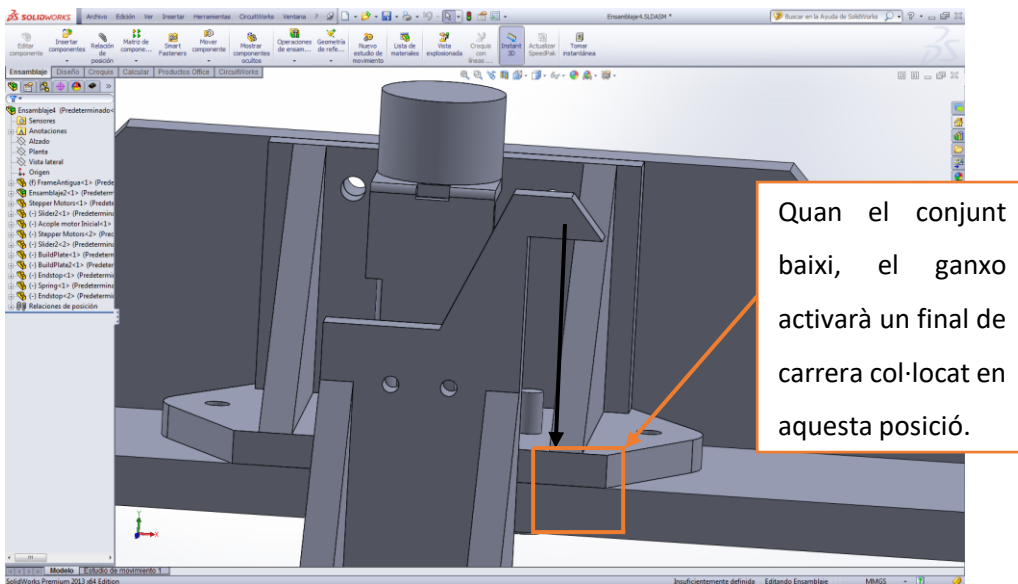 SOLIDWORKS Archivo Edición Ver Insertar Herramientas CircuitWorks Ventana ? Ensamblaje4.SLDASM * Buscar en la Ayuda de SolidWorks
Editar componente
Insertar componentes
Relación de posición
Matriz de compone...
Smart Fasteners
Mover componente
Mostrar componentes ocultos
Operaciones de ensam...
Geometría de refe...
Nuevo estudio de movimiento
Lista de materiales
Vista explosionada
Croquis con líneas ...
Instant 3D
Actualizar SpeedPak
Tomar instantánea
Ensamblaje Diseño Croquis Calcular Productos Office CircuitWorks
Ensamblaje4 (Predeterminado<
Sensores
Anotaciones
Alzado
Planta
Vista lateral
Origen
(f) FrameAntigua<1> (Prede
Ensamblaje2<1> (Predeterm
Stepper Motors<1> (Predete
(-) Slider2<1> (Predetermina
(-) Acople motor Inicial<1>
(-) Stepper Motors<2> (Prec
(-) Slider2<2> (Predetermina
(-) BuildPlate<1> (Predetern
(-) BuildPlate2<1> (Predeter
(-) Endstop<1> (Predetermi
(-) Spring<1> (Predetermina
(-) Endstop<2> (Predetermi
Relaciones de posición
Quan el conjunt
baixi, el ganxo
activarà un final de
carrera col·locat en
aquesta posició.
Y
X
Modelo Estudio de movimiento 1
SolidWorks Premium 2013 x64 Edition Insuficientemente definida Editando Ensamblaje MMGS